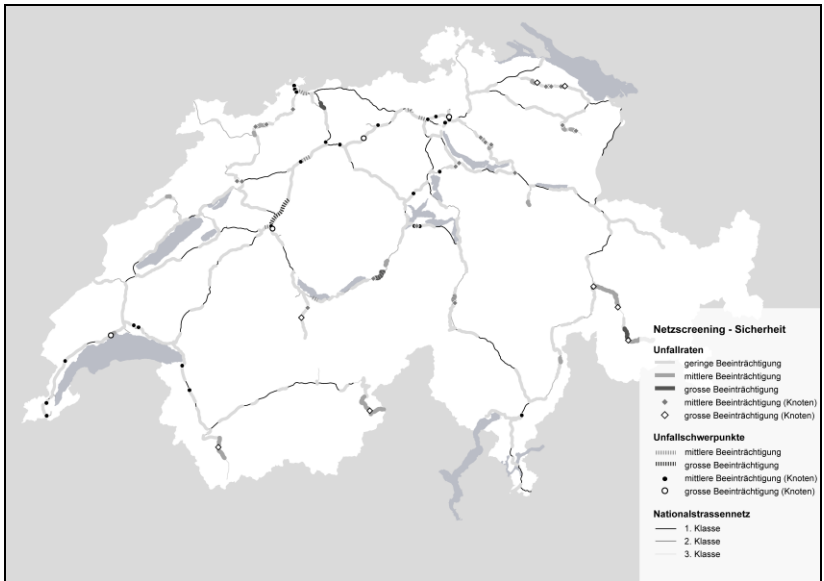 Netzscreening - Sicherheit
Unfallraten
geringe Beeinträchtigung
mittlere Beeinträchtigung
grosse Beeinträchtigung
mittlere Beeinträchtigung (Knoten)
grosse Beeinträchtigung (Knoten)
Unfallschwerpunkte
mittlere Beeinträchtigung
grosse Beeinträchtigung
mittlere Beeinträchtigung (Knoten)
grosse Beeinträchtigung (Knoten)
Nationalstrassennetz
1. Klasse
2. Klasse
3. Klasse